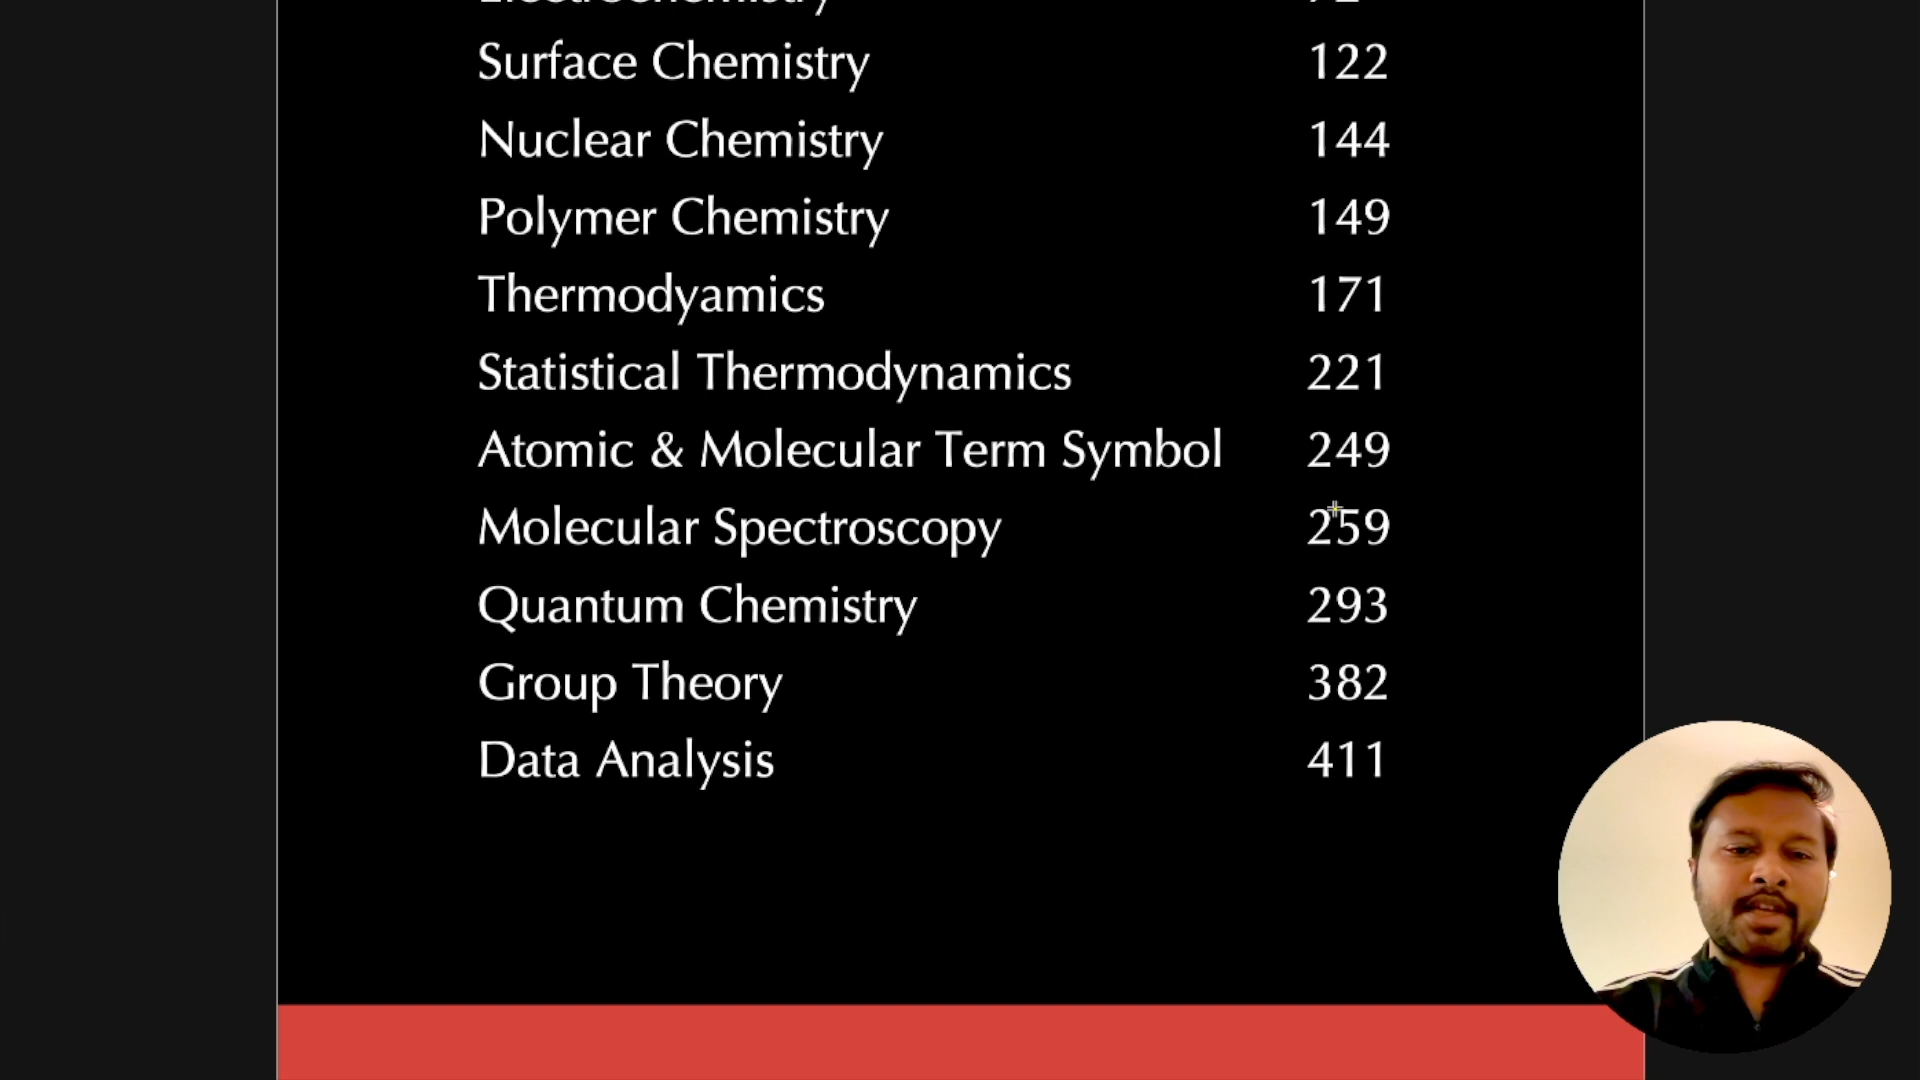 Surface Chemistry 122
Nuclear Chemistry 144
Polymer Chemistry 149
Thermodyamics 171
Statistical Thermodynamics 221
Atomic & Molecular Term Symbol 249
Molecular Spectroscopy 259
Quantum Chemistry 293
Group Theory 382
Data Analysis 411